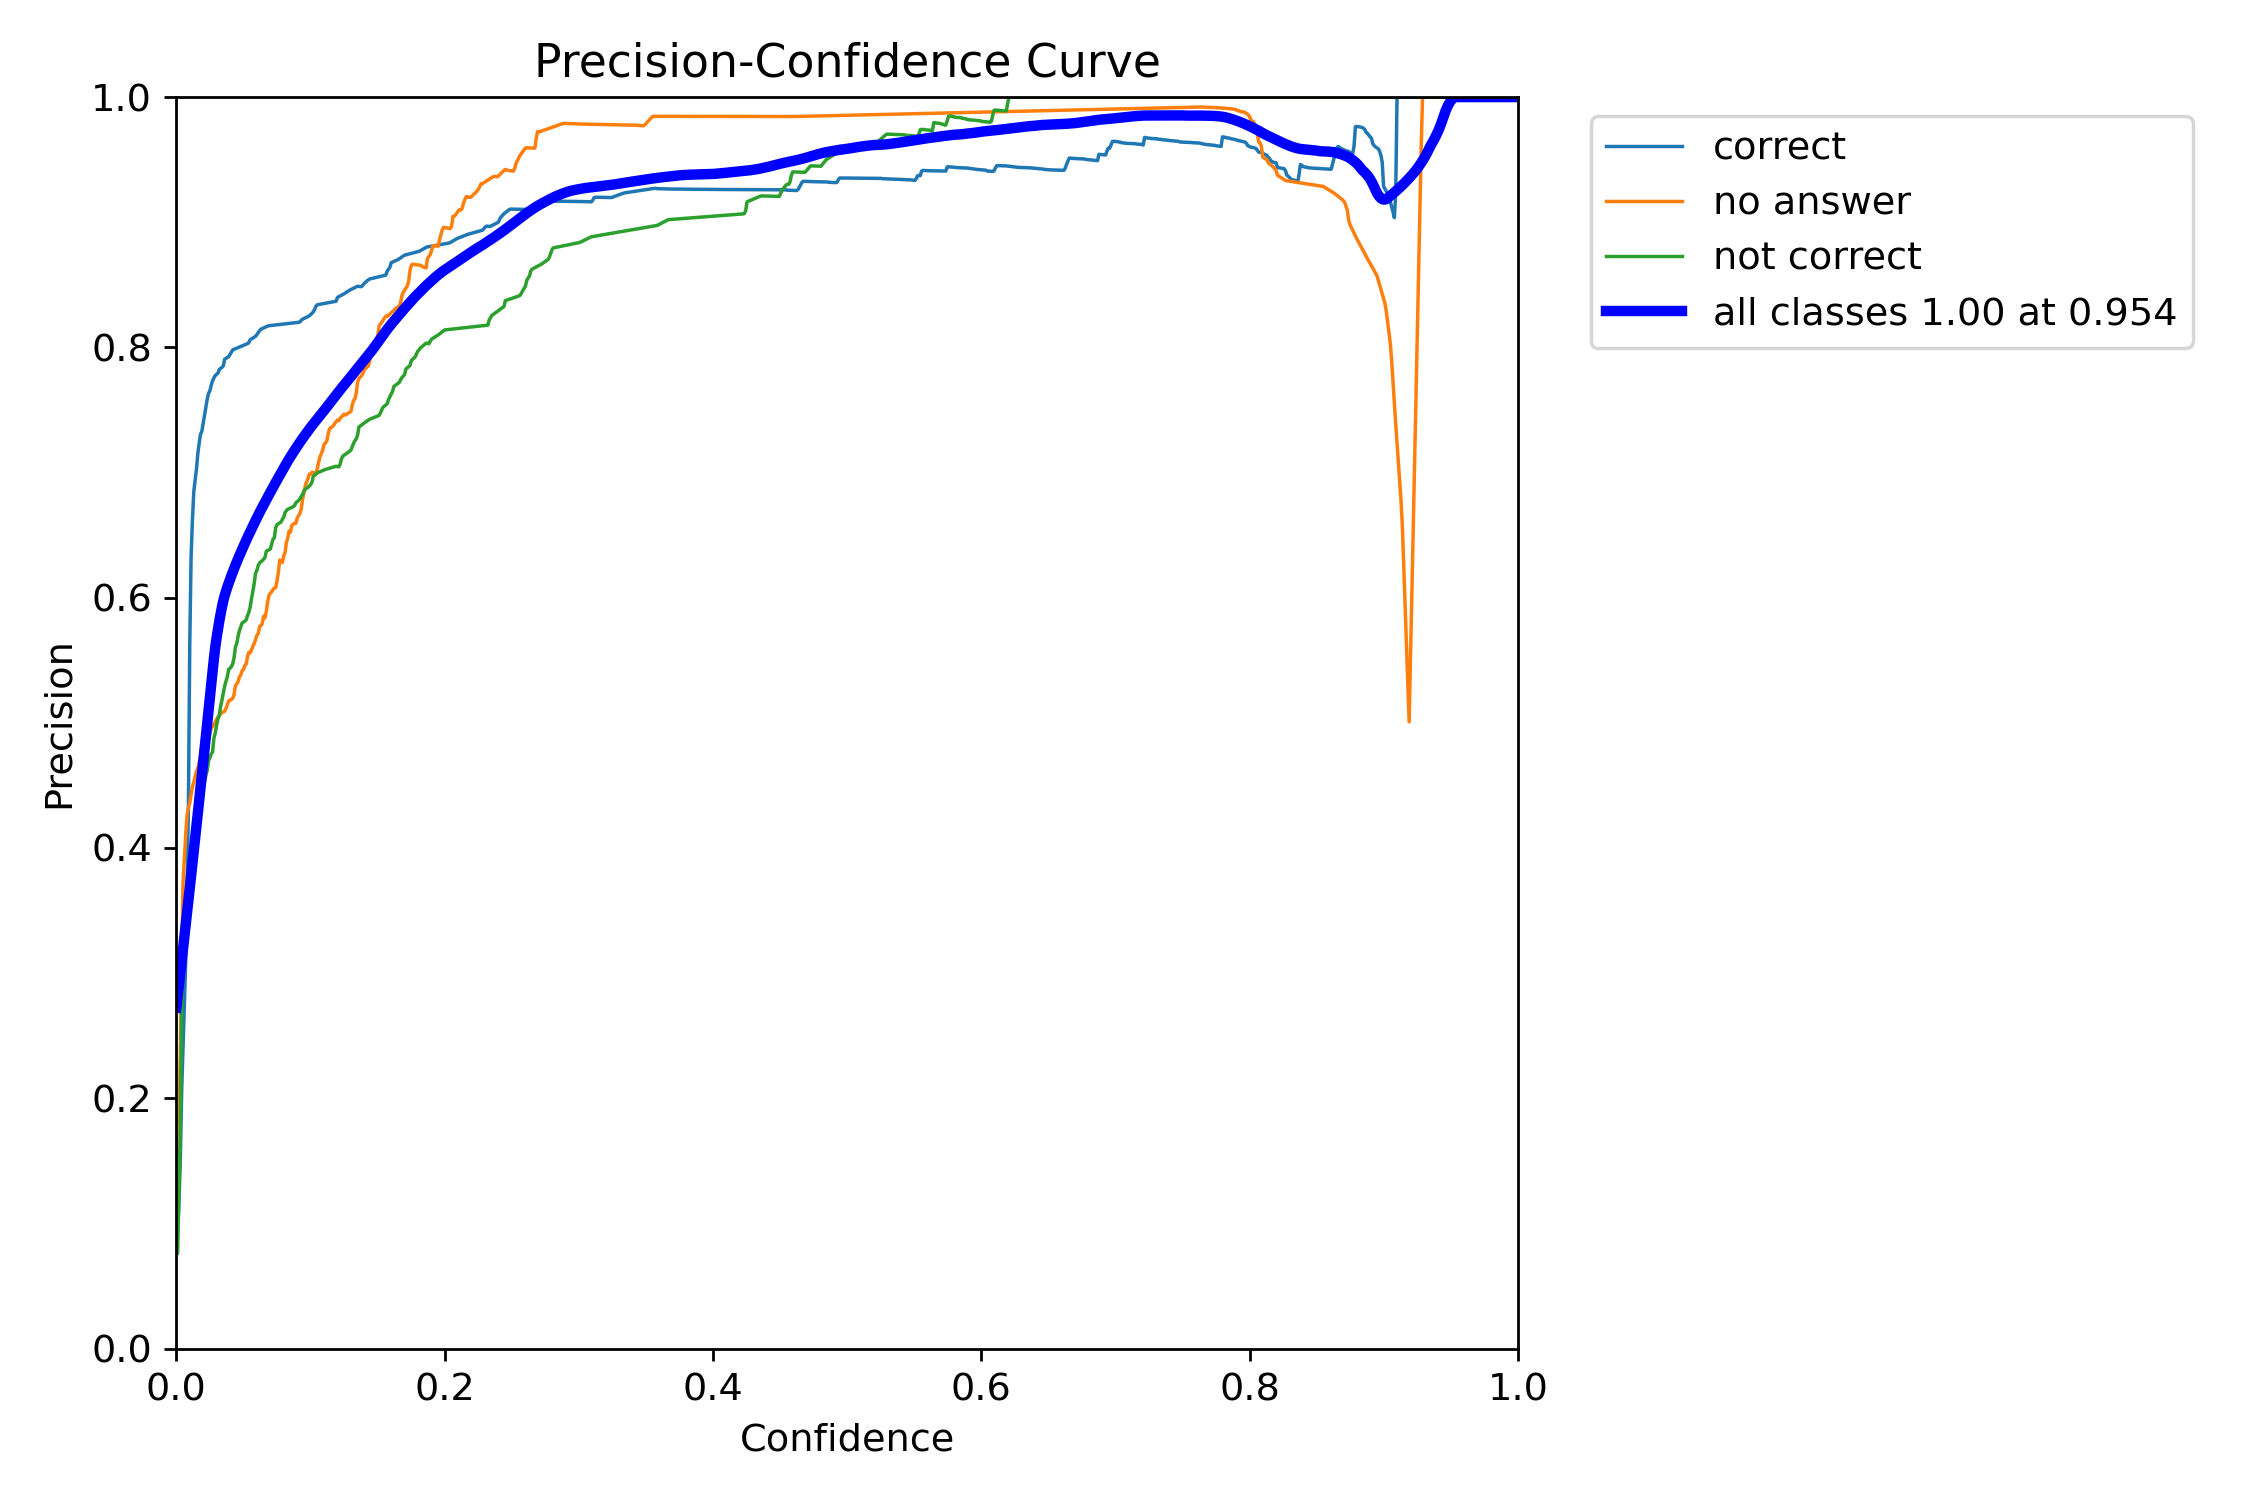 Precision-Confidence Curve
1.0
0.8
0.6
0.4
0.2
0.0
Precision
0.0 0.2 0.4 0.6 0.8 1.0
Confidence
correct
no answer
not correct
all classes 1.00 at 0.954